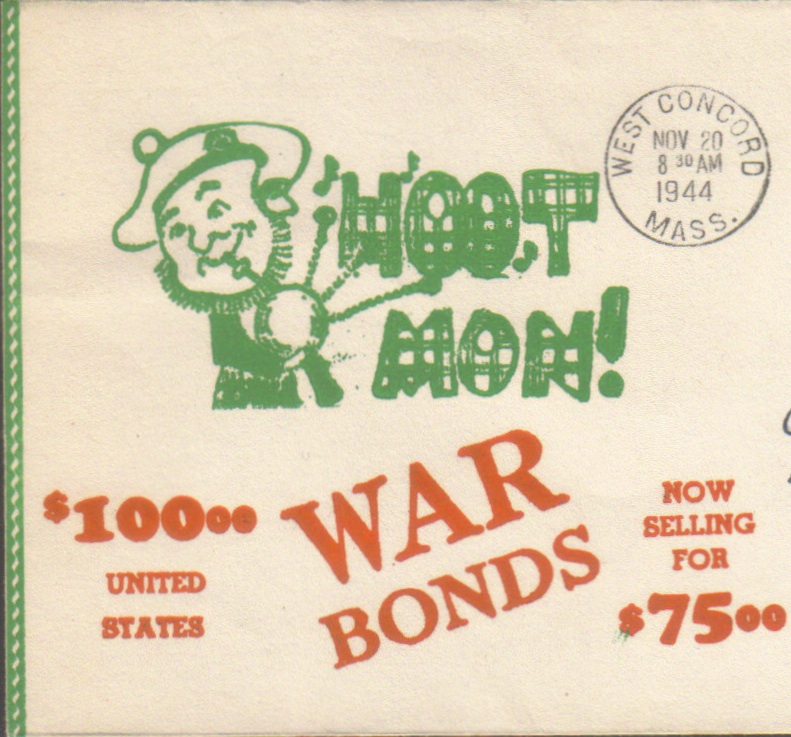 HOOT
MON!
WEST CONCORD
NOV 20
8 30 AM
1944
MASS.
$100.00
UNITED
STATES
WAR
BONDS
NOW
SELLING
FOR
$75.00